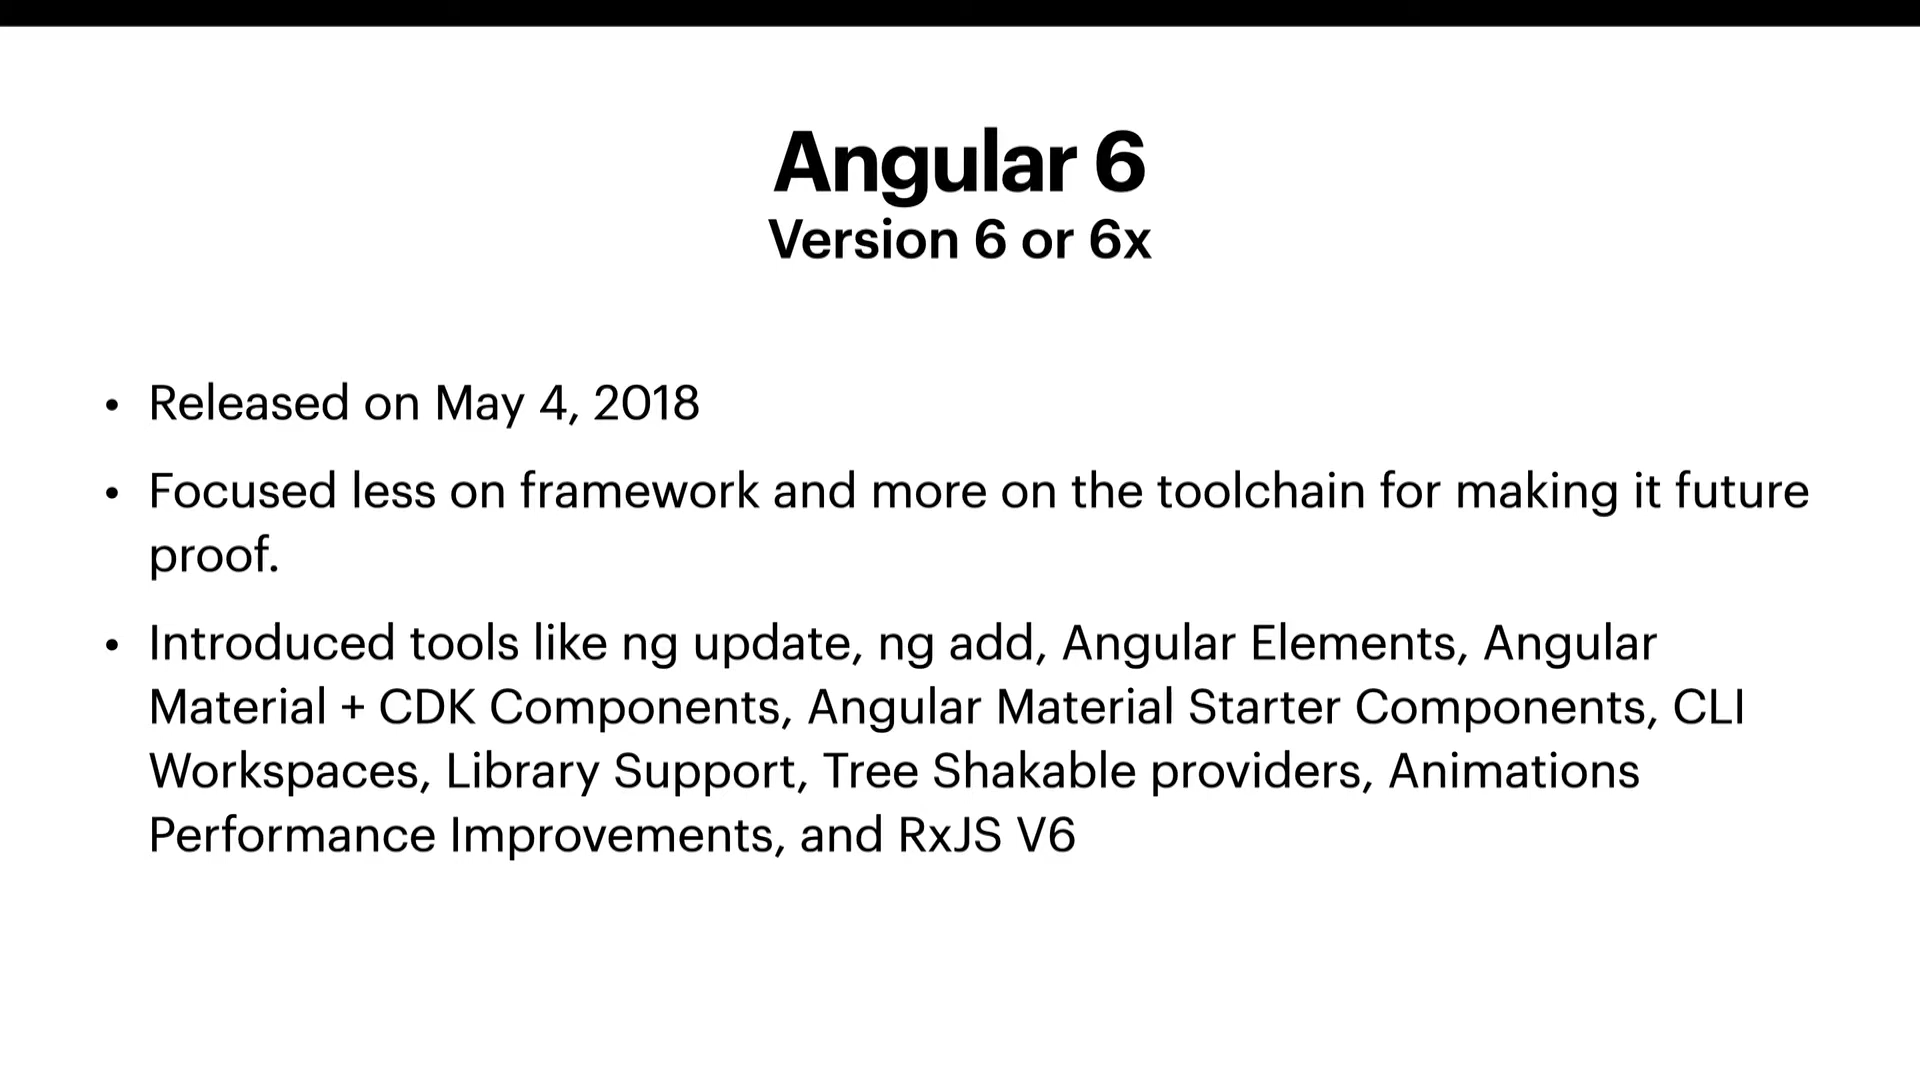 Angular 6
Version 6 or 6x
• Released on May 4, 2018
• Focused less on framework and more on the toolchain for making it future
proof.
• Introduced tools like ng update, ng add, Angular Elements, Angular
Material + CDK Components, Angular Material Starter Components, CLI
Workspaces, Library Support, Tree Shakable providers, Animations
Performance Improvements, and RxJS V6